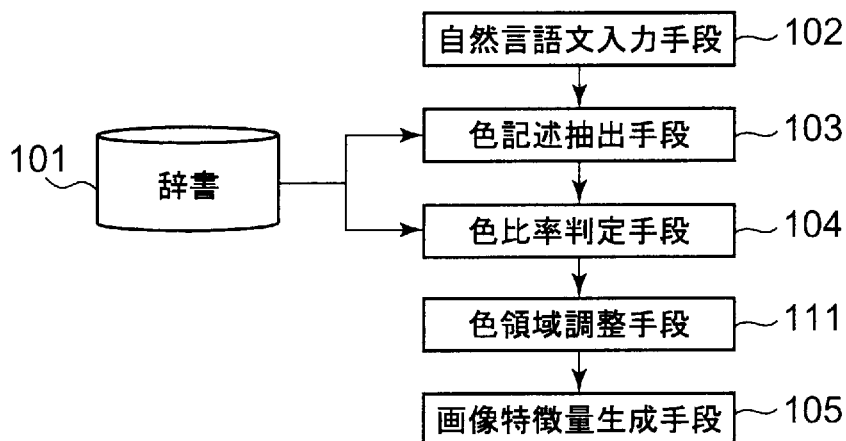 自然言語文入力手段 102
色記述抽出手段 103
101 辞書
色比率判定手段 104
色領域調整手段 111
画像特徴量生成手段 105